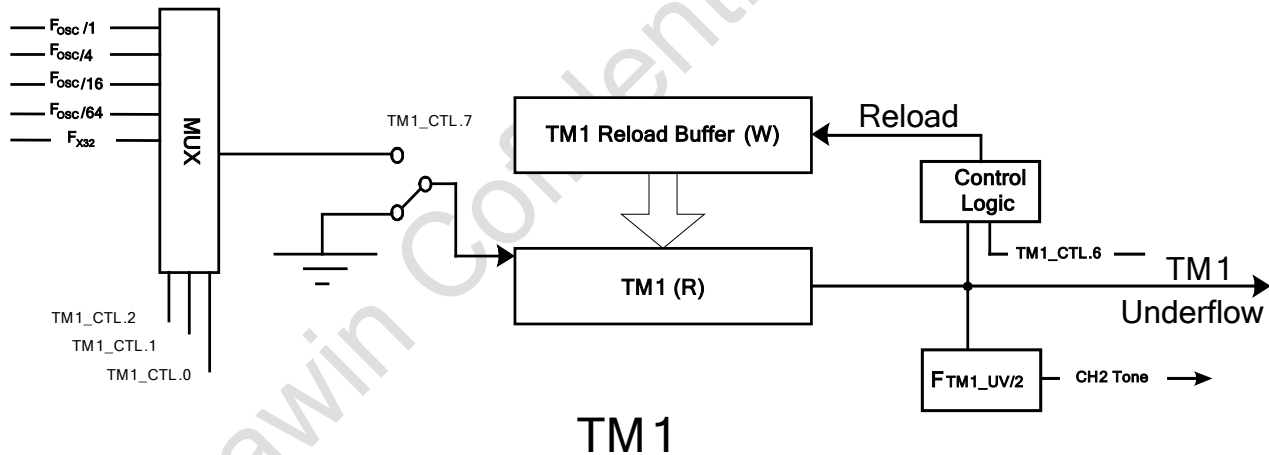 Fosc/1
Fosc/4
Fosc/16
Fosc/64
FX32
MUX
TM1_CTL.7
TM1_CTL.2
TM1_CTL.1
TM1_CTL.0
TM1 Reload Buffer (W)
Reload
Control
Logic
TM1_CTL.6
TM1 (R)
TM1
Underflow
FTM1_UV/2
CH2 Tone
TM1